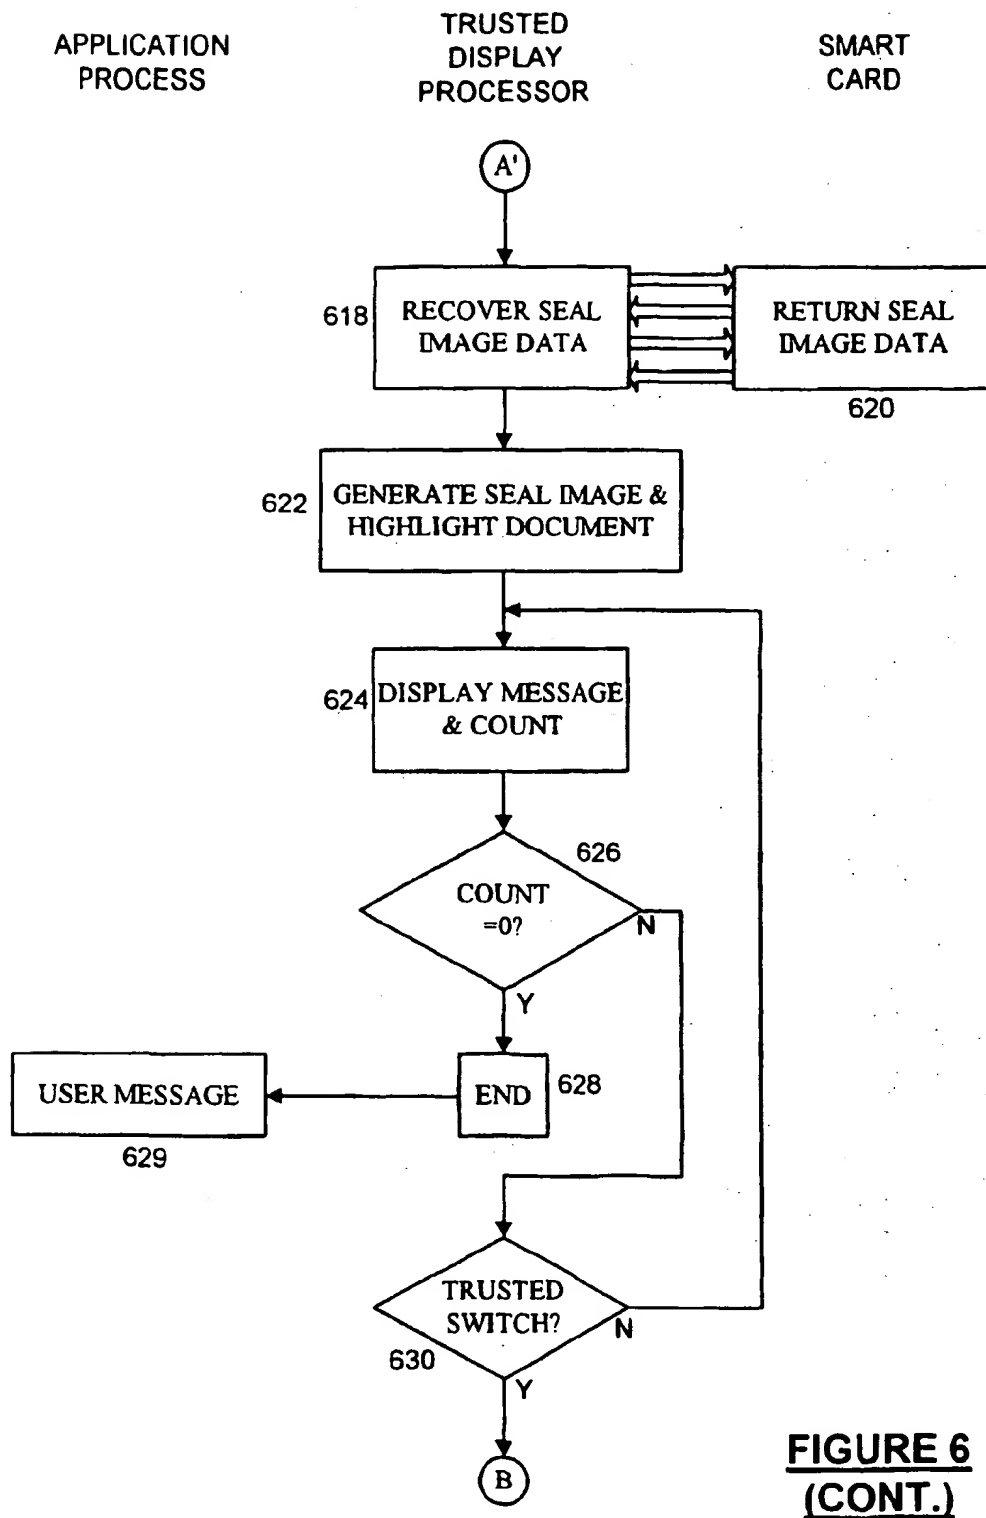 APPLICATION
PROCESS
TRUSTED
DISPLAY
PROCESSOR
SMART
CARD
A'
618
RECOVER SEAL
IMAGE DATA
RETURN SEAL
IMAGE DATA
620
622
GENERATE SEAL IMAGE &
HIGHLIGHT DOCUMENT
624
DISPLAY MESSAGE
& COUNT
626
COUNT
=0?
N
Y
USER MESSAGE
629
END
628
TRUSTED
SWITCH?
N
630
Y
B
FIGURE 6
(CONT.)